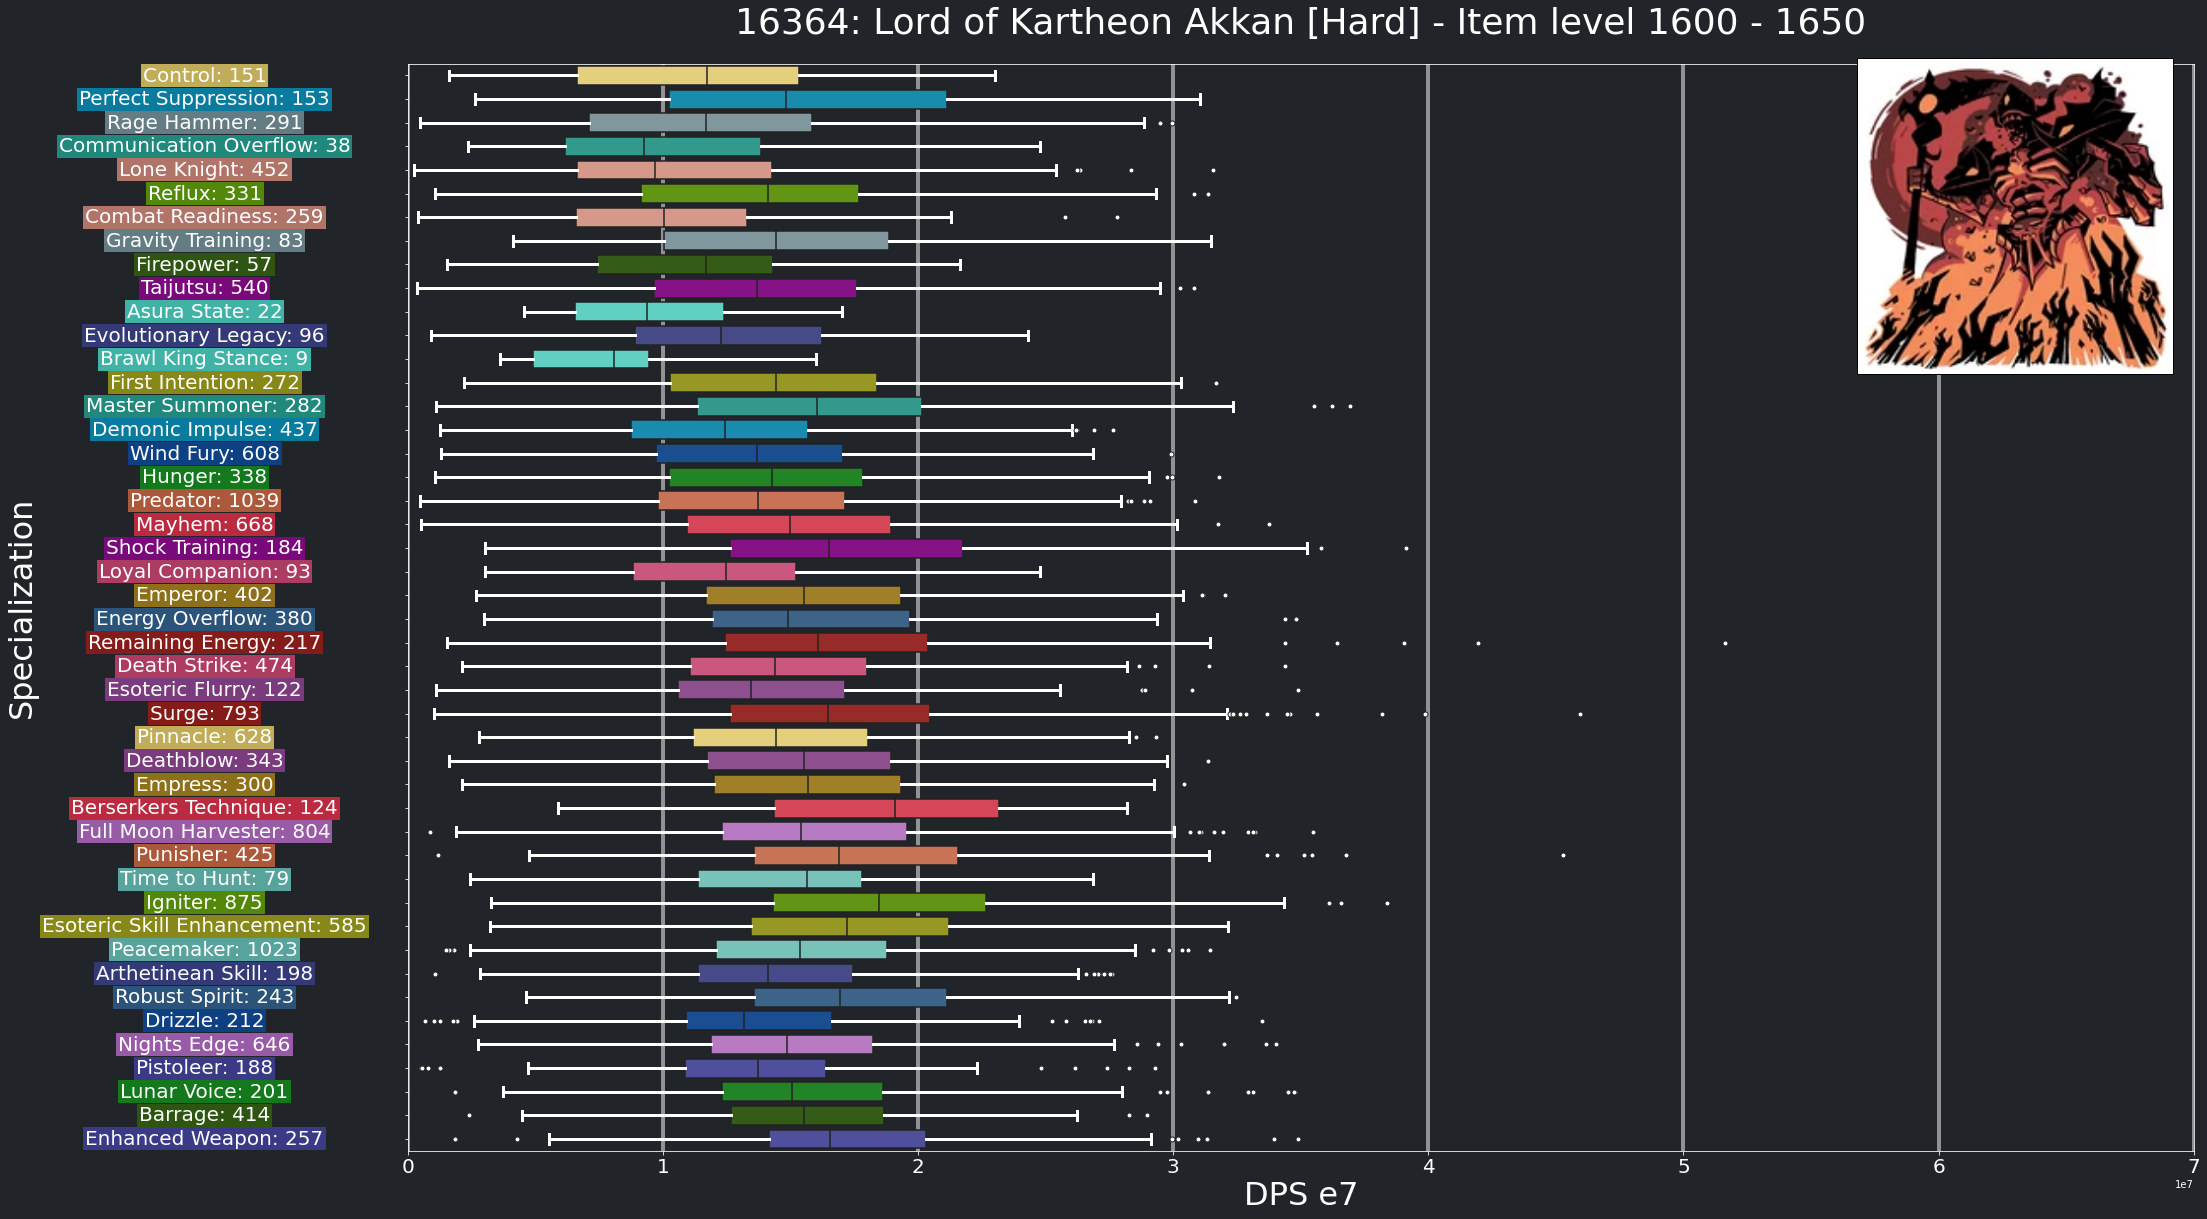 16364: Lord of Kartheon Akkan [Hard] - Item level 1600 - 1650
Control: 151
Perfect Suppression: 153
Rage Hammer: 291
Communication Overflow: 38
Lone Knight: 452
Reflux: 331
Combat Readiness: 259
Gravity Training: 83
Firepower: 57
Taijutsu: 540
Asura State: 22
Evolutionary Legacy: 96
Brawl King Stance: 9
First Intention: 272
Master Summoner: 282
Demonic Impulse: 437
Wind Fury: 608
Hunger: 338
Predator: 1039
Mayhem: 668
Shock Training: 184
Loyal Companion: 93
Emperor: 402
Energy Overflow: 380
Remaining Energy: 217
Death Strike: 474
Esoteric Flurry: 122
Surge: 793
Pinnacle: 628
Deathblow: 343
Empress: 300
Berserkers Technique: 124
Full Moon Harvester: 804
Punisher: 425
Time to Hunt: 79
Igniter: 875
Esoteric Skill Enhancement: 585
Peacemaker: 1023
Arthetinean Skill: 198
Robust Spirit: 243
Drizzle: 212
Nights Edge: 646
Pistoleer: 188
Lunar Voice: 201
Barrage: 414
Enhanced Weapon: 257
Specialization
0 1 2 3 4 5 6 7
1e7
DPS e7